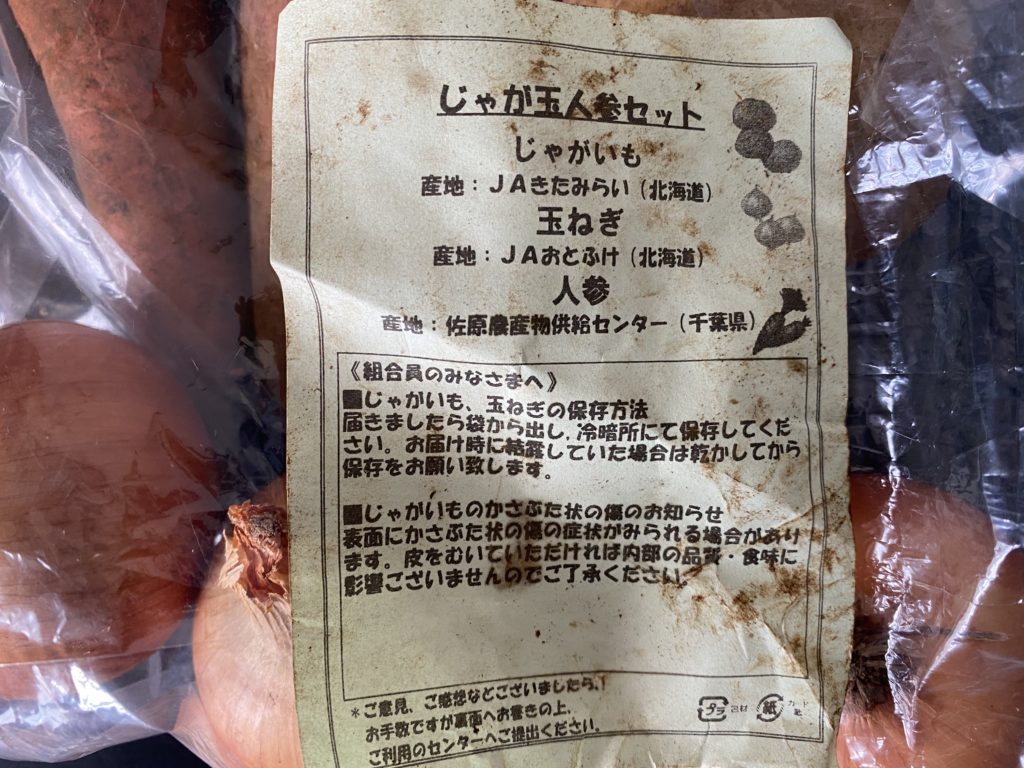 じゃが玉人参セット
じゃがいも
産地：ＪＡきたみらい（北海道）
玉ねぎ
産地：ＪＡおとふけ（北海道）
人参
産地：佐原農産物供給センター（千葉県）
《組合員のみなさまへ》
■じゃがいも、玉ねぎの保存方法
届きましたら袋から出し、冷暗所にて保存してくだ
さい。お届け時に結露していた場合は乾かしてから
保存をお願い致します。
■じゃがいものかさぶた状の傷のお知らせ
表面にかさぶた状の傷の症状がみられる場合があり
ます。皮をむいていただければ内部の品質・食味に
影響ございませんのでご了承ください。
＊ご意見、ご感想などございましたら、
お手数ですが裏面へお書きの上、
ご利用のセンターへご提出ください。
プラ 包材 紙 カード